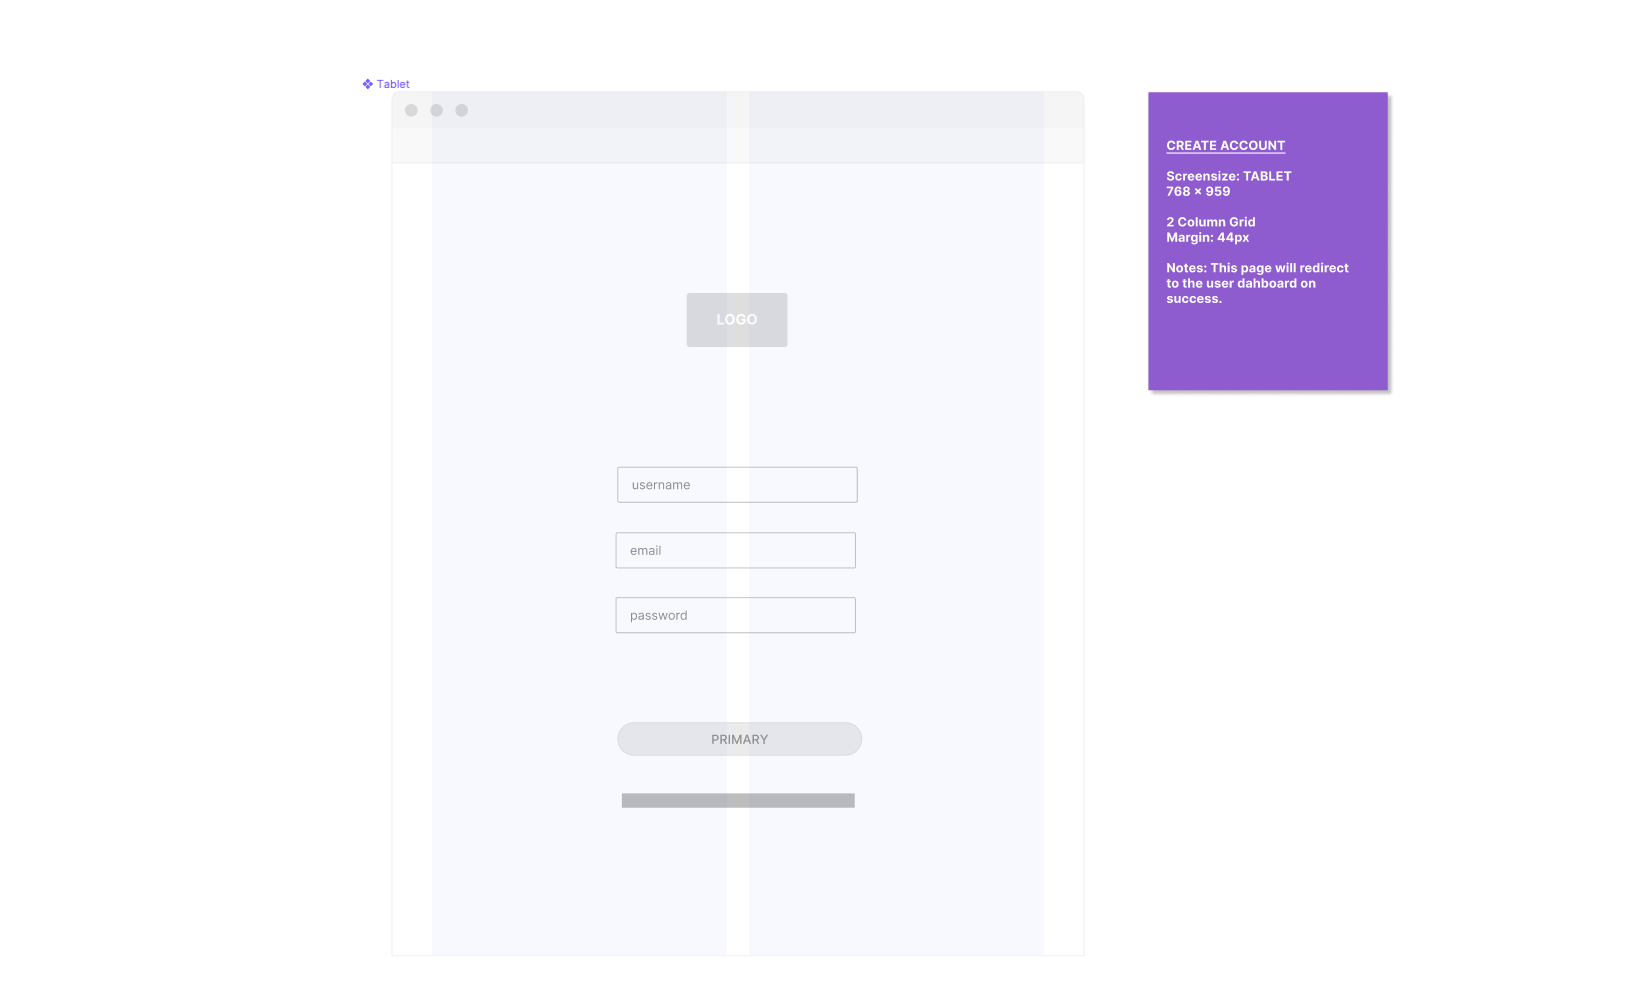 Tablet
CREATE ACCOUNT
Screensize: TABLET
768 × 959
2 Column Grid
Margin: 44px
Notes: This page will redirect
to the user dahboard on
success.
LOGO
username
email
password
PRIMARY